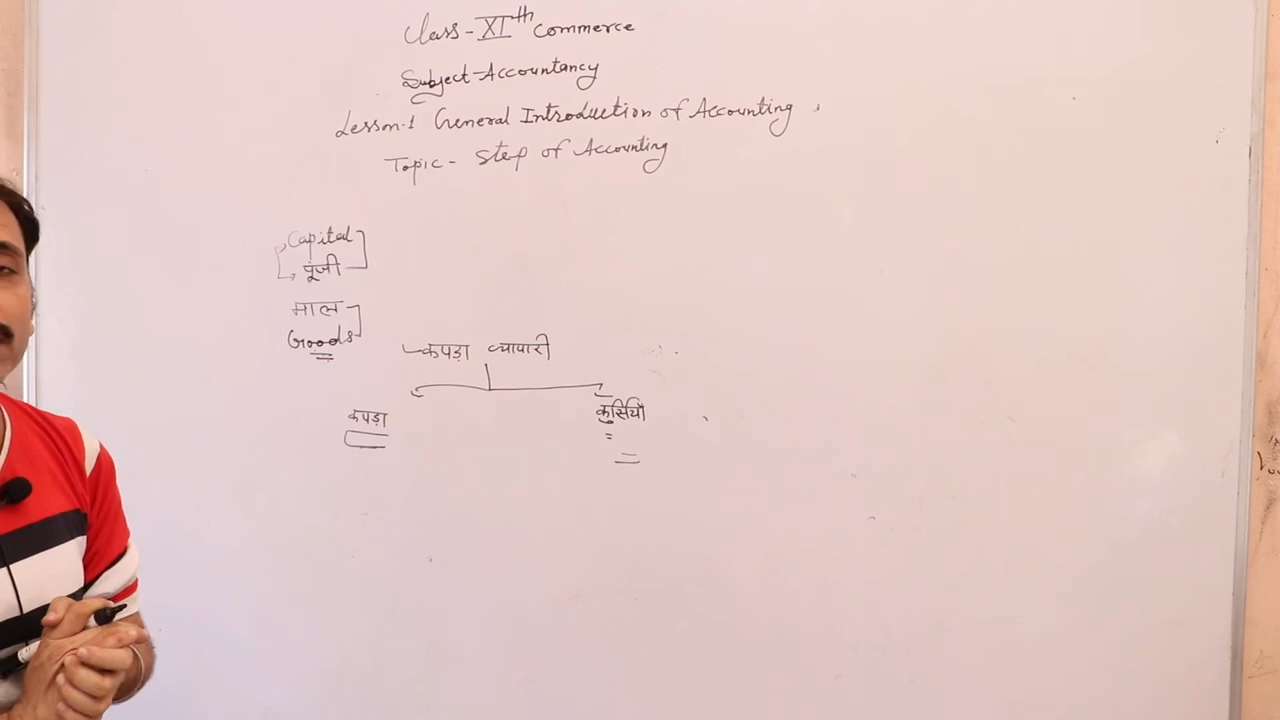 Class - XIth Commerce
Subject - Accountancy
Lesson-1 General Introduction of Accounting
Topic - Step of Accounting
Capital
पूंजी
माल
Goods
कपड़ा व्यापारी
कपड़ा
कुर्सियाँ